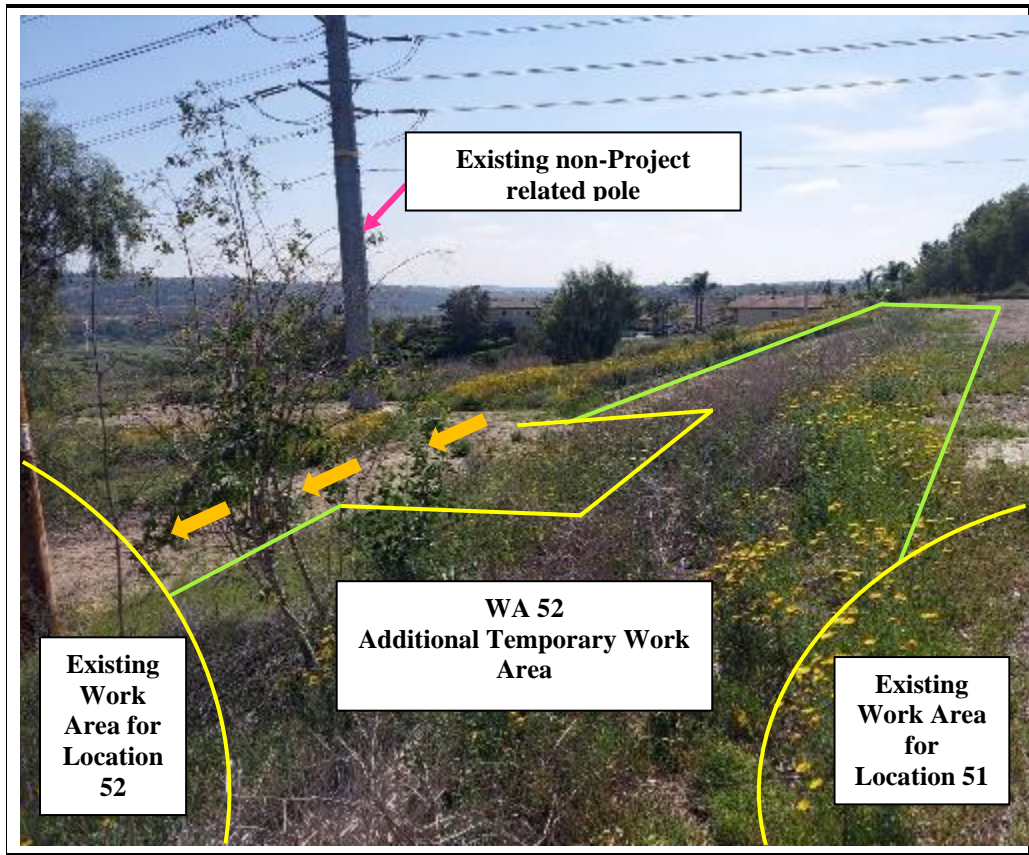 Existing non-Project
related pole
WA 52
Additional Temporary Work
Area
Existing
Work
Area for
Location
52
Existing
Work Area
for
Location 51